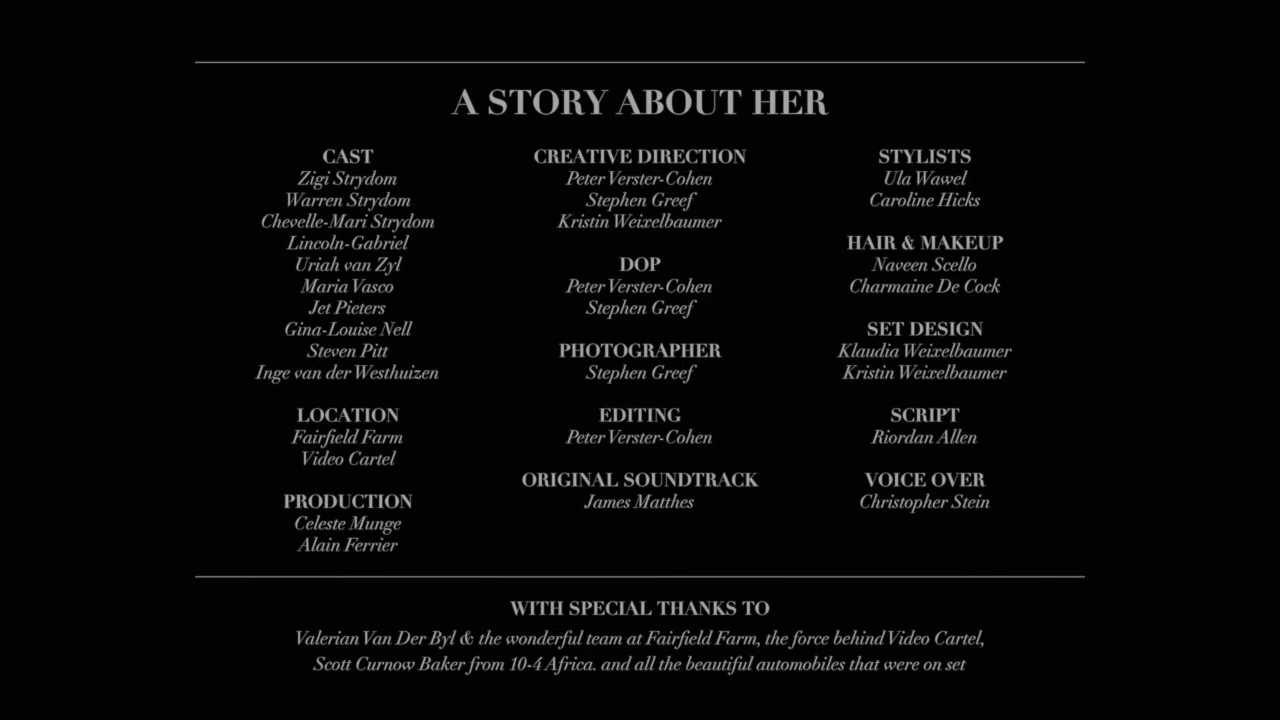 A STORY ABOUT HER
CAST
Zigi Strydom
Warren Strydom
Chevelle-Mari Strydom
Lincoln-Gabriel
Uriah van Zyl
Maria Vasco
Jet Pieters
Gina-Louise Nell
Steven Pitt
Inge van der Westhuizen
LOCATION
Fairfield Farm
Video Cartel
PRODUCTION
Celeste Munge
Alain Ferrier
CREATIVE DIRECTION
Peter Verster-Cohen
Stephen Greef
Kristin Weixelbaumer
DOP
Peter Verster-Cohen
Stephen Greef
PHOTOGRAPHER
Stephen Greef
EDITING
Peter Verster-Cohen
ORIGINAL SOUNDTRACK
James Matthes
STYLISTS
Ula Wawel
Caroline Hicks
HAIR & MAKEUP
Naveen Scello
Charmaine De Cock
SET DESIGN
Klaudia Weixelbaumer
Kristin Weixelbaumer
SCRIPT
Riordan Allen
VOICE OVER
Christopher Stein
WITH SPECIAL THANKS TO
Valerian Van Der Byl & the wonderful team at Fairfield Farm, the force behind Video Cartel,
Scott Curnow Baker from 10-4 Africa. and all the beautiful automobiles that were on set